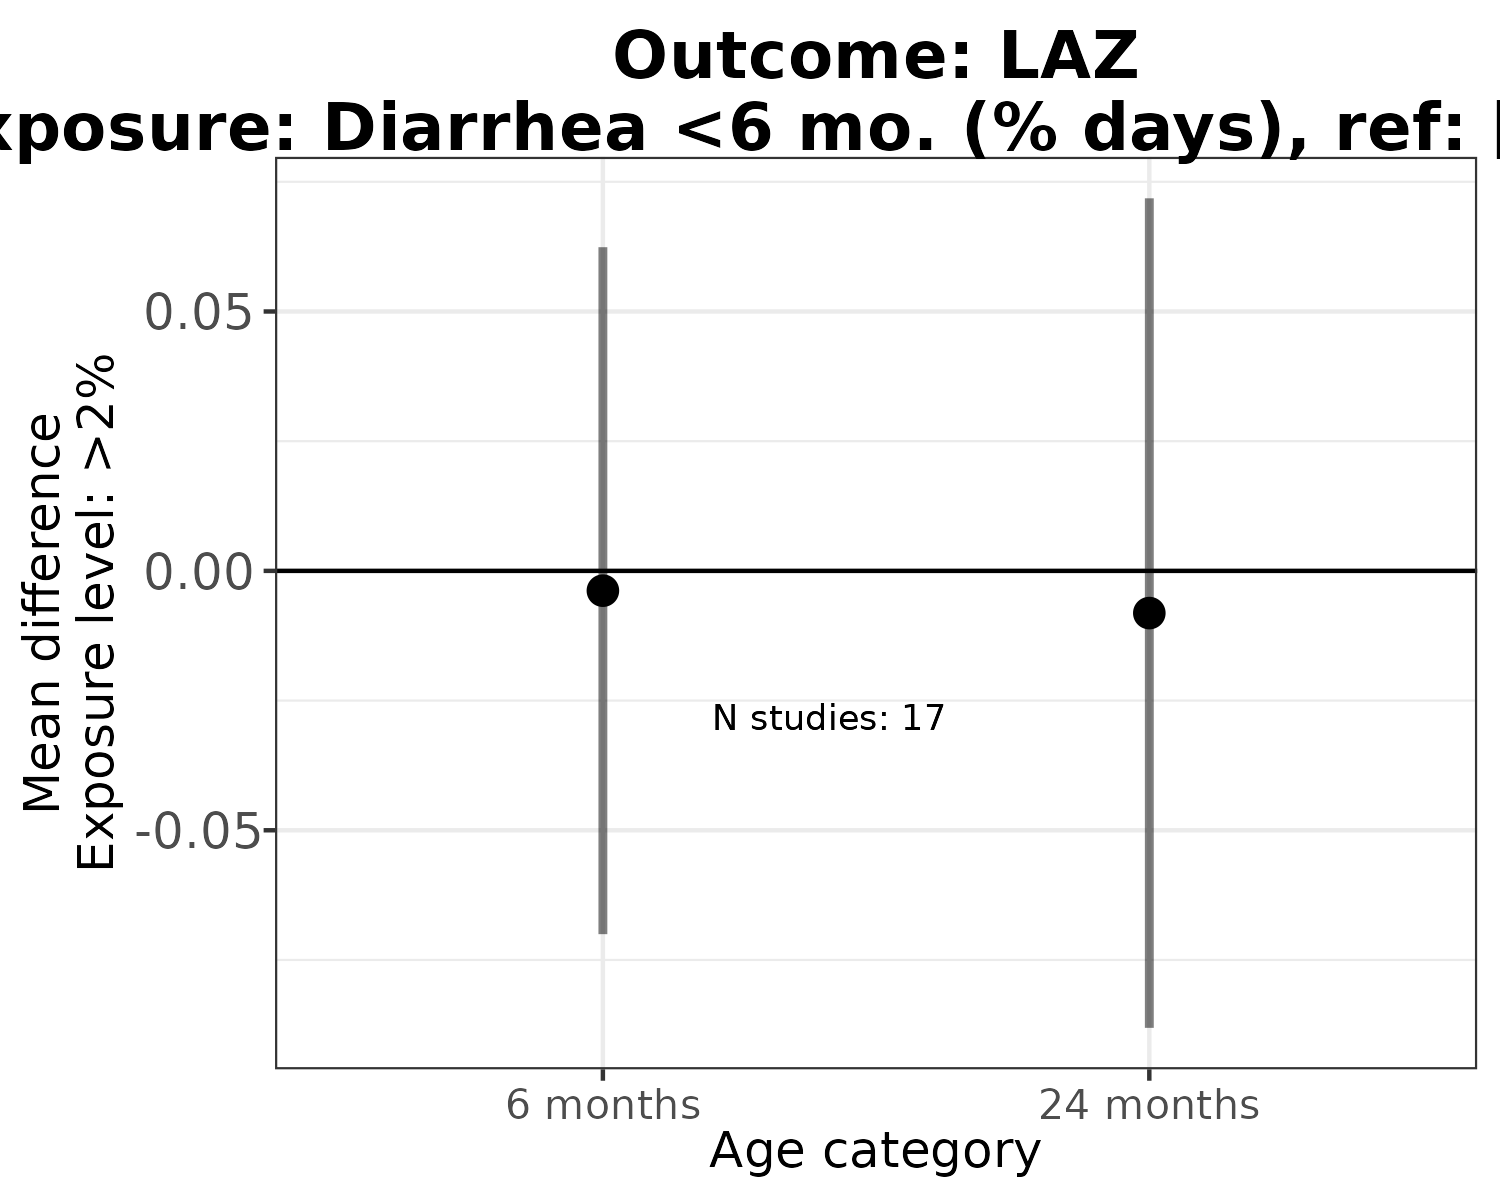 Outcome: LAZ
xposure: Diarrhea <6 mo. (% days), ref:
0.05
0.00
-0.05
Mean difference
Exposure level: >2%
N studies: 17
6 months
24 months
Age category